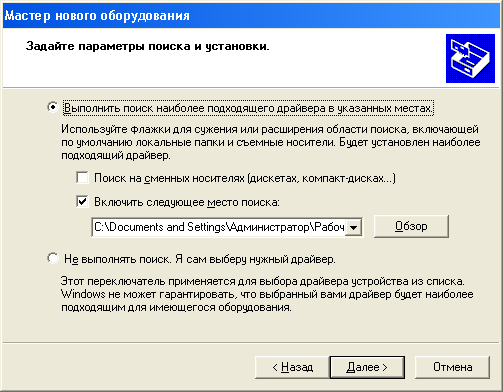 Мастер нового оборудования
Задайте параметры поиска и установки.
Выполнить поиск наиболее подходящего драйвера в указанных местах.
Используйте флажки для сужения или расширения области поиска, включающей
по умолчанию локальные папки и съемные носители. Будет установлен наиболее
подходящий драйвер.
Поиск на сменных носителях (дискетах, компакт-дисках...)
Включить следующее место поиска:
C:\Documents and Settings\Администратор\Рабоч
Обзор
Не выполнять поиск. Я сам выберу нужный драйвер.
Этот переключатель применяется для выбора драйвера устройства из списка.
Windows не может гарантировать, что выбранный вами драйвер будет наиболее
подходящим для имеющегося оборудования.
< Назад
Далее >
Отмена